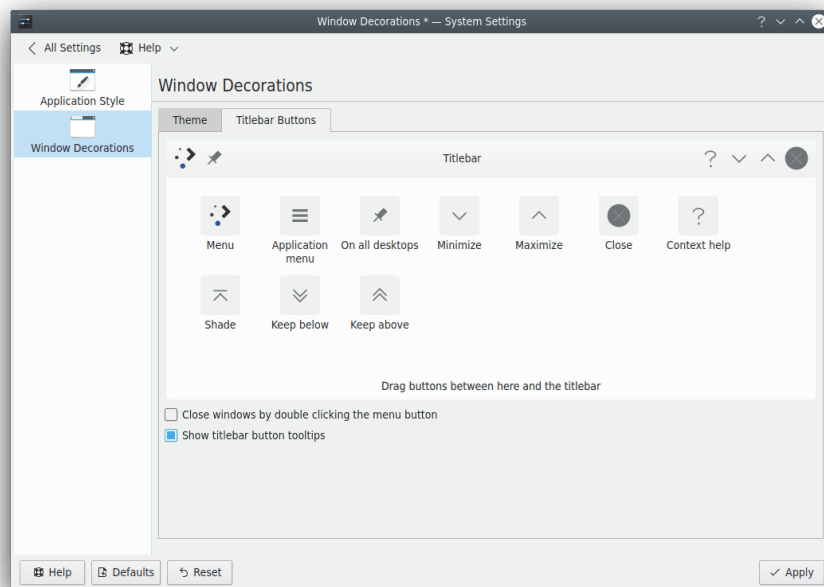 Window Decorations * — System Settings
All Settings Help
Application Style
Window Decorations
Window Decorations
Theme Titlebar Buttons
Titlebar
Menu Application menu On all desktops Minimize Maximize Close Context help
Shade Keep below Keep above
Drag buttons between here and the titlebar
Close windows by double clicking the menu button
Show titlebar button tooltips
Help Defaults Reset Apply